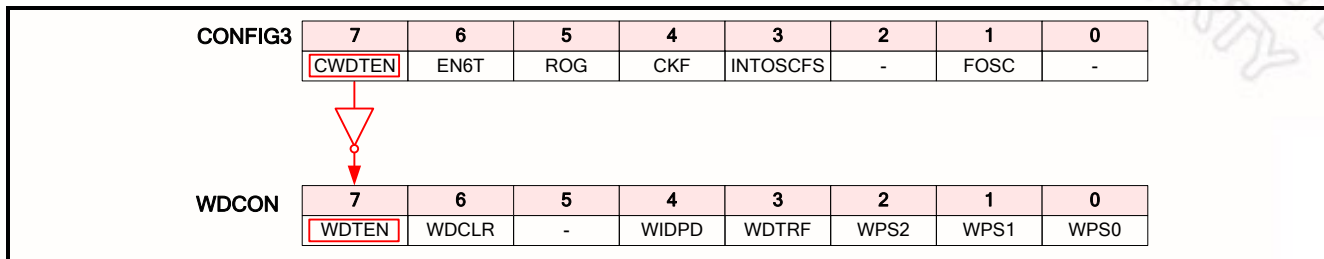 CONFIG3 7 6 5 4 3 2 1 0
CWDTEN EN6T ROG CKF INTOSCFS - FOSC -
WDCON 7 6 5 4 3 2 1 0
WDTEN WDCLR - WIDPD WDTRF WPS2 WPS1 WPS0